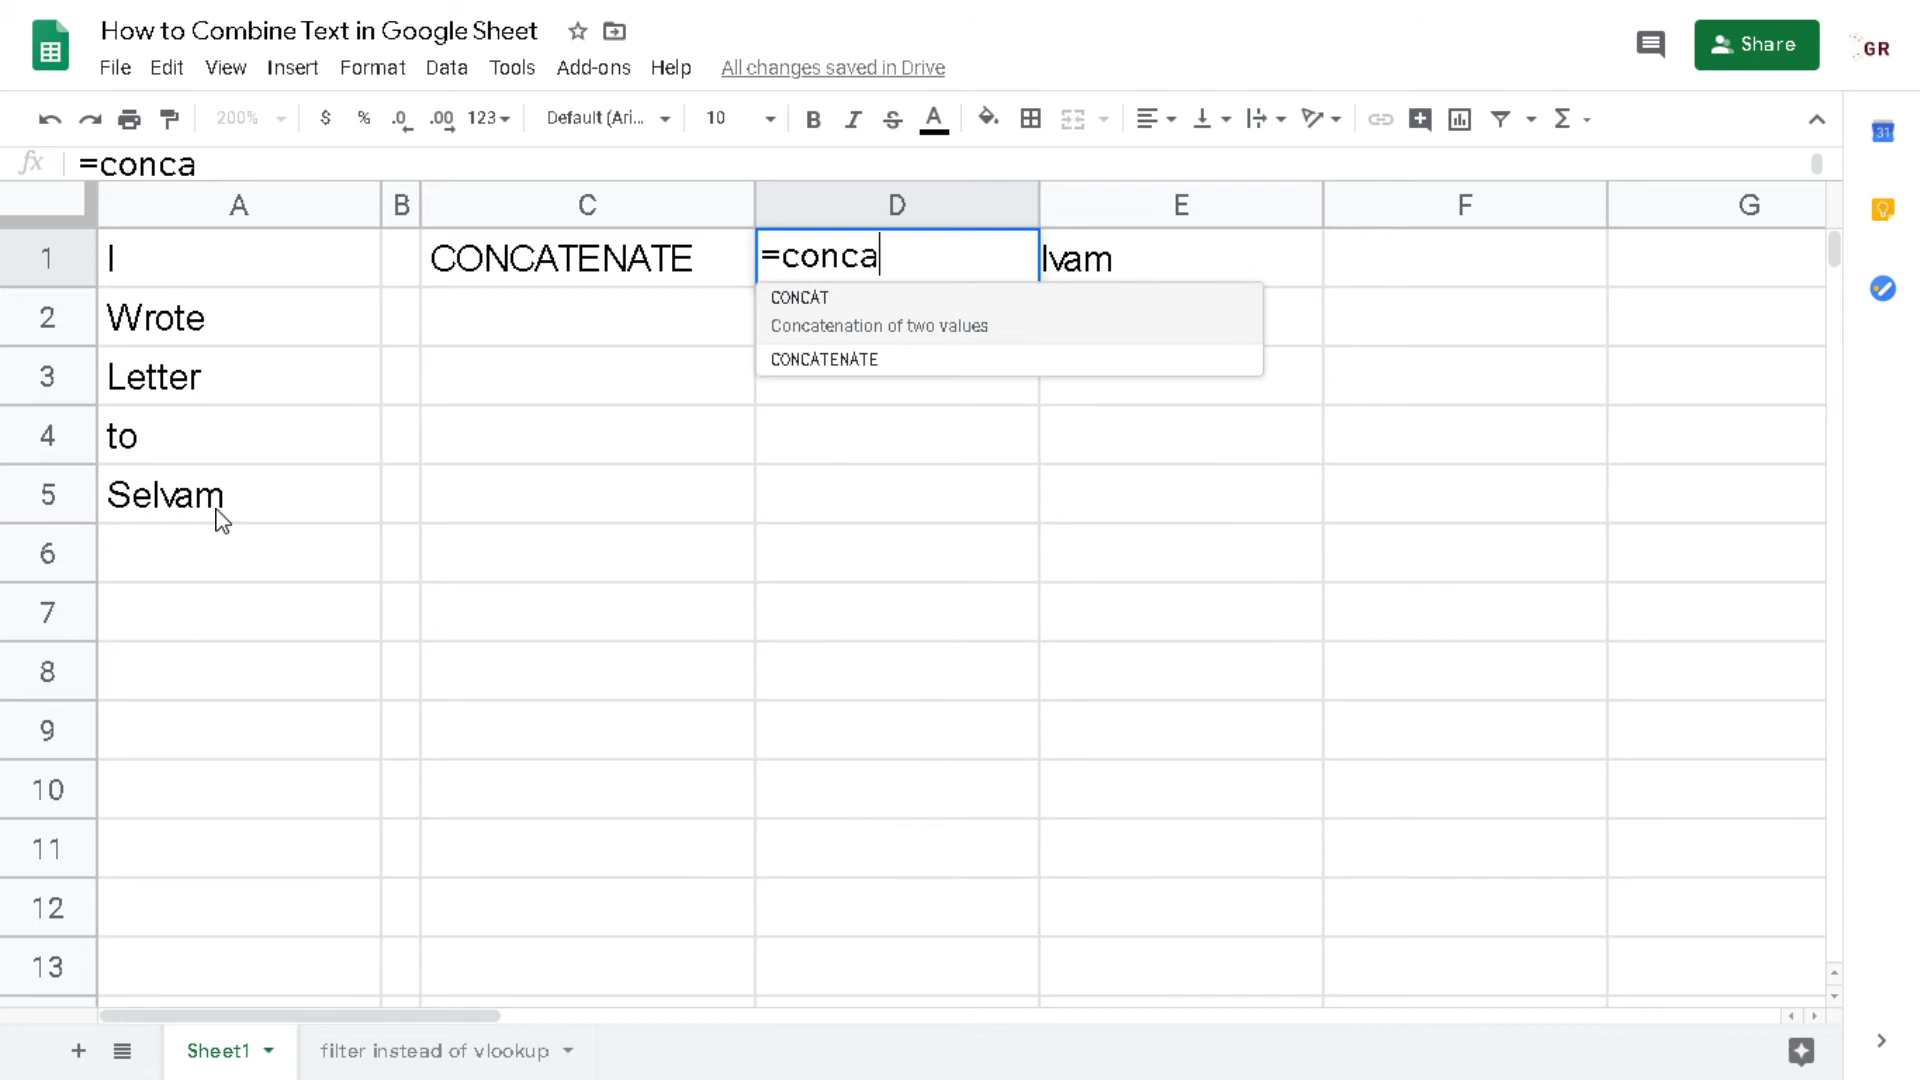 How to Combine Text in Google Sheet
File Edit View Insert Format Data Tools Add-ons Help All changes saved in Drive
Share
GR
200% $ % .0 .00 123 Default (Ari... 10 B I S A Σ
31
fx =conca
A B C D E F G
1 I CONCATENATE =conca lvam
CONCAT
Concatenation of two values
CONCATENATE
2 Wrote
3 Letter
4 to
5 Selvam
6
7
8
9
10
11
12
13
+ Sheet1 filter instead of vlookup